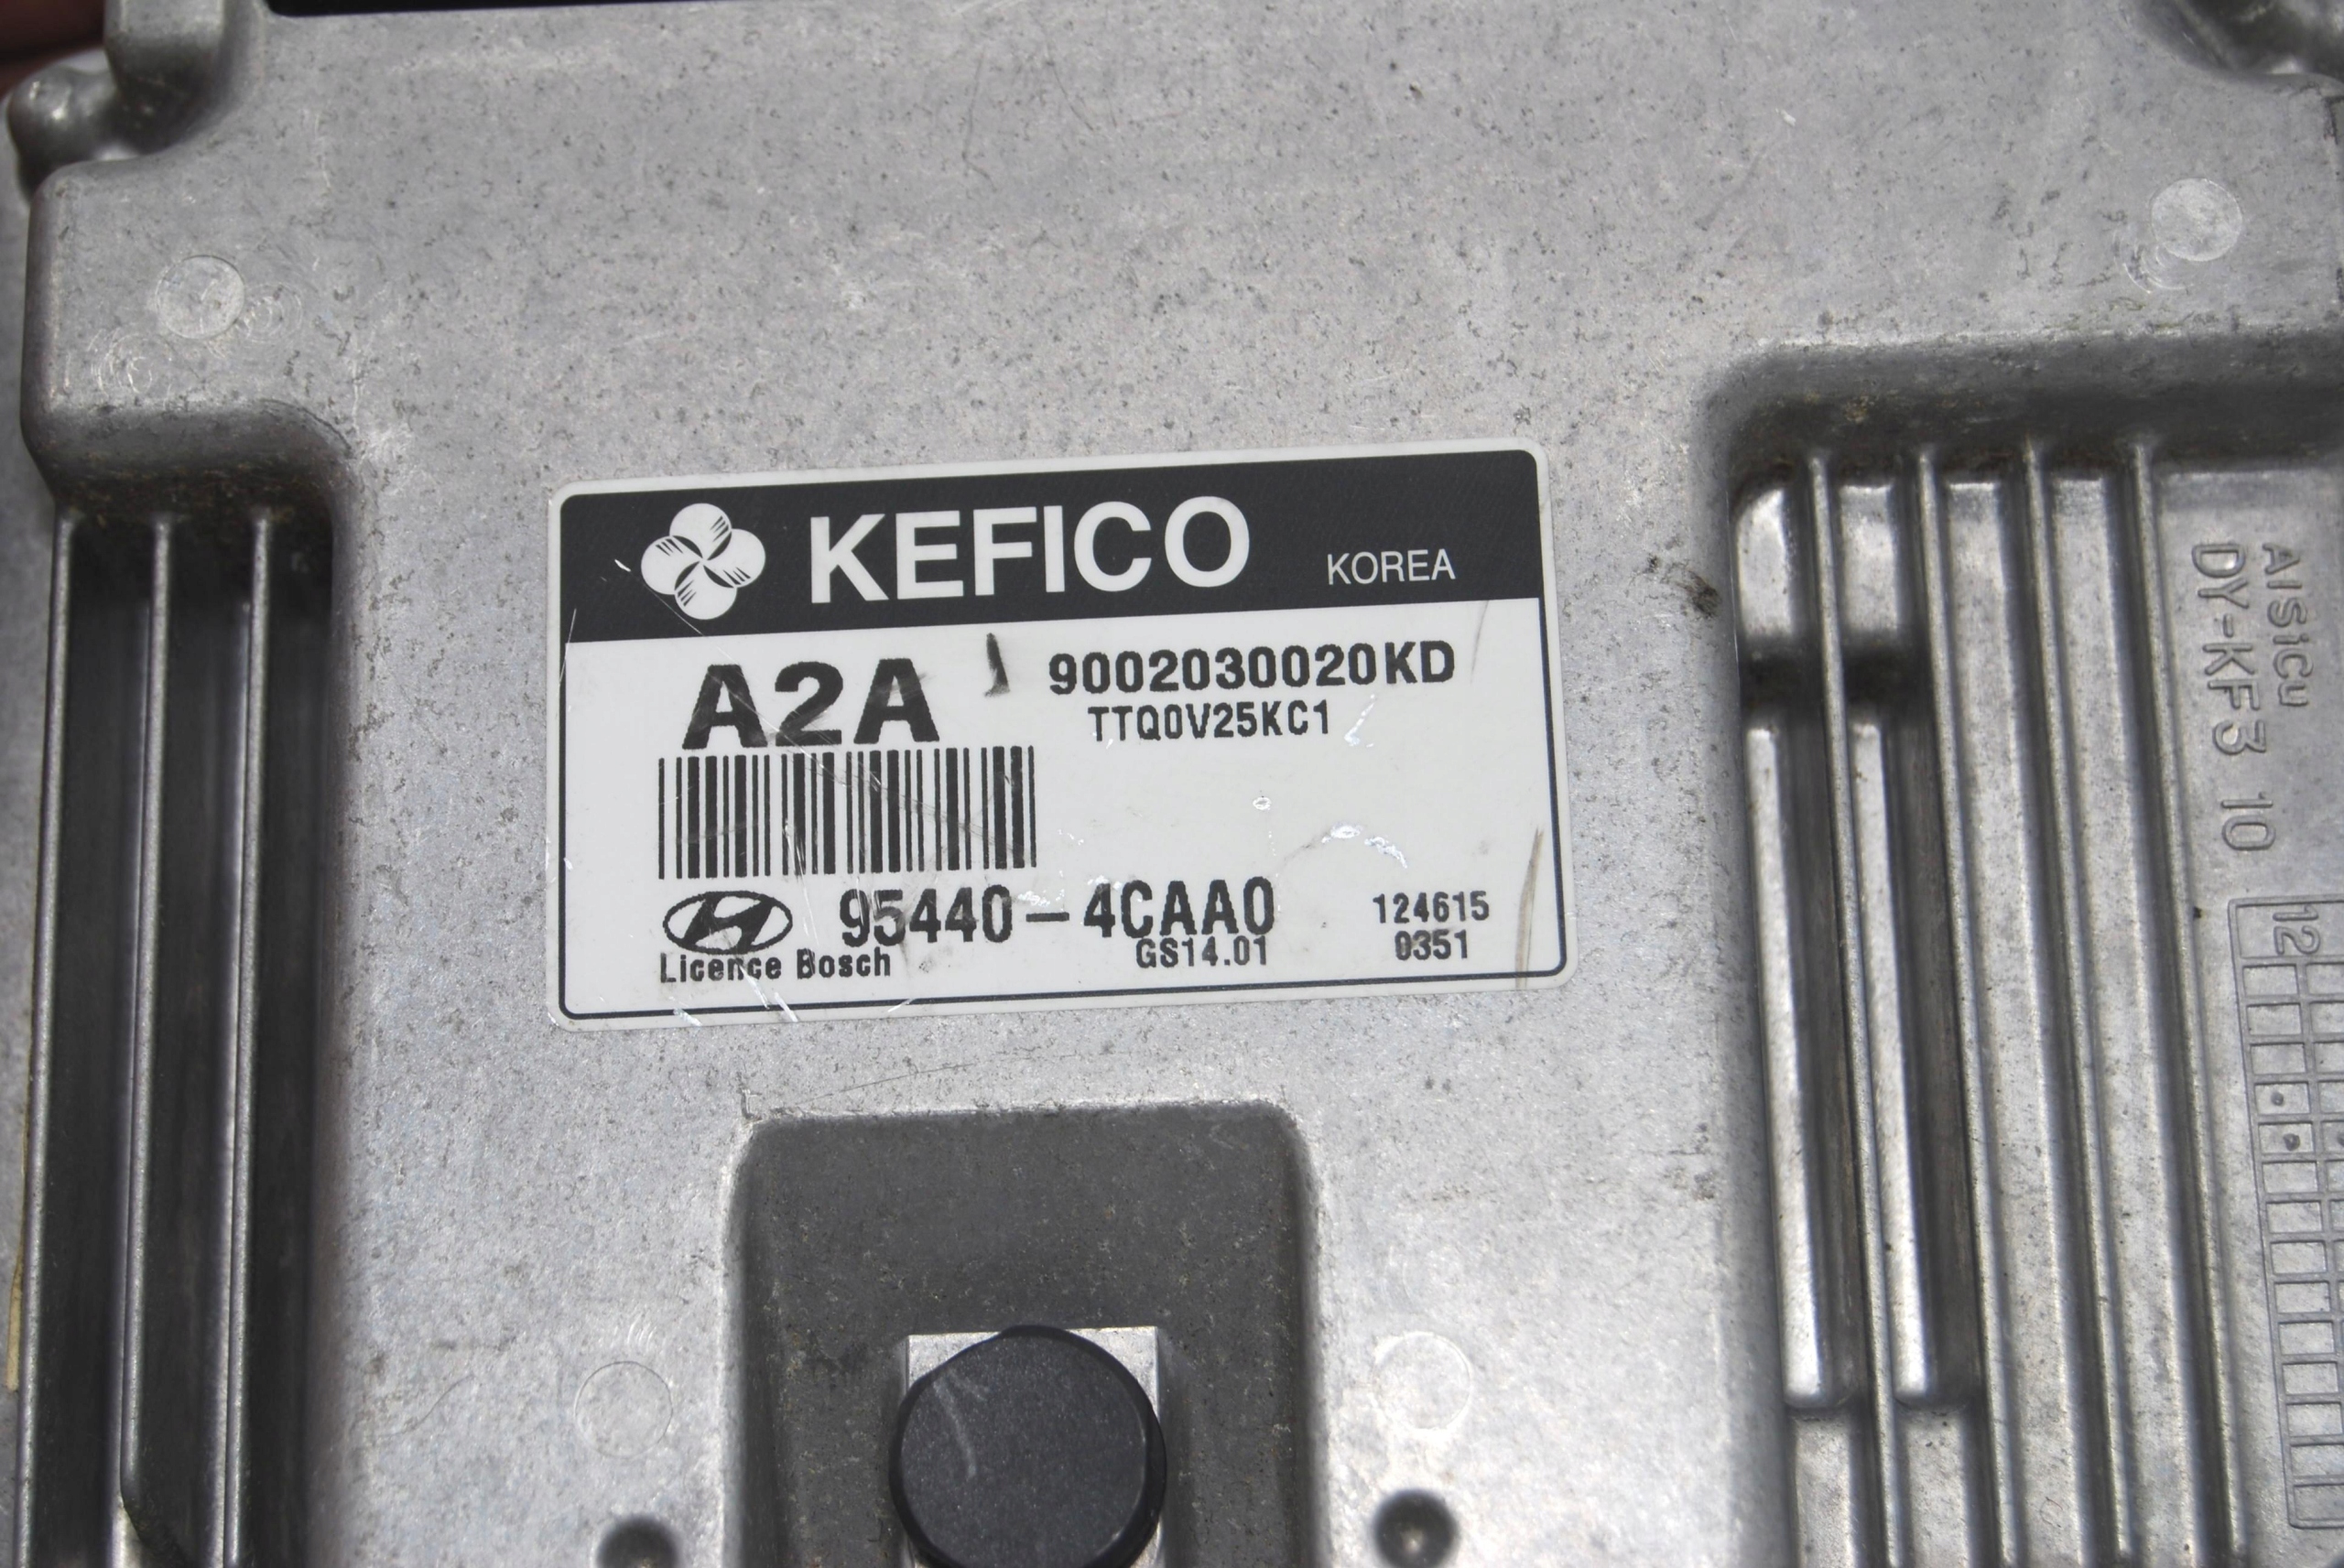 KEFICO KOREA
A2A 9002030020KD
TTQ0V25KC1
95440-4CAA0 124615
Licence Bosch GS14.01 0351
AlSiCu
DY-KF3 10
12